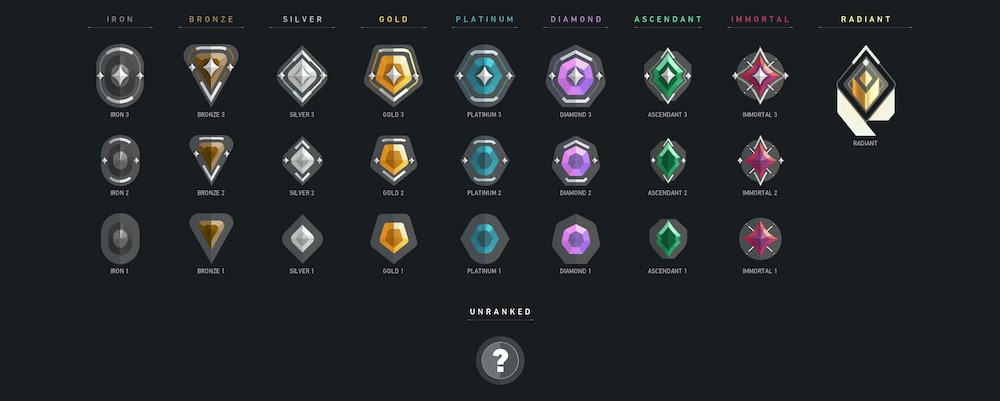 IRON BRONZE SILVER GOLD PLATINUM DIAMOND ASCENDANT IMMORTAL RADIANT
IRON 3 BRONZE 3 SILVER 3 GOLD 3 PLATINUM 3 DIAMOND 3 ASCENDANT 3 IMMORTAL 3
RADIANT
IRON 2 BRONZE 2 SILVER 2 GOLD 2 PLATINUM 2 DIAMOND 2 ASCENDANT 2 IMMORTAL 2
IRON 1 BRONZE 1 SILVER 1 GOLD 1 PLATINUM 1 DIAMOND 1 ASCENDANT 1 IMMORTAL 1
UNRANKED
?